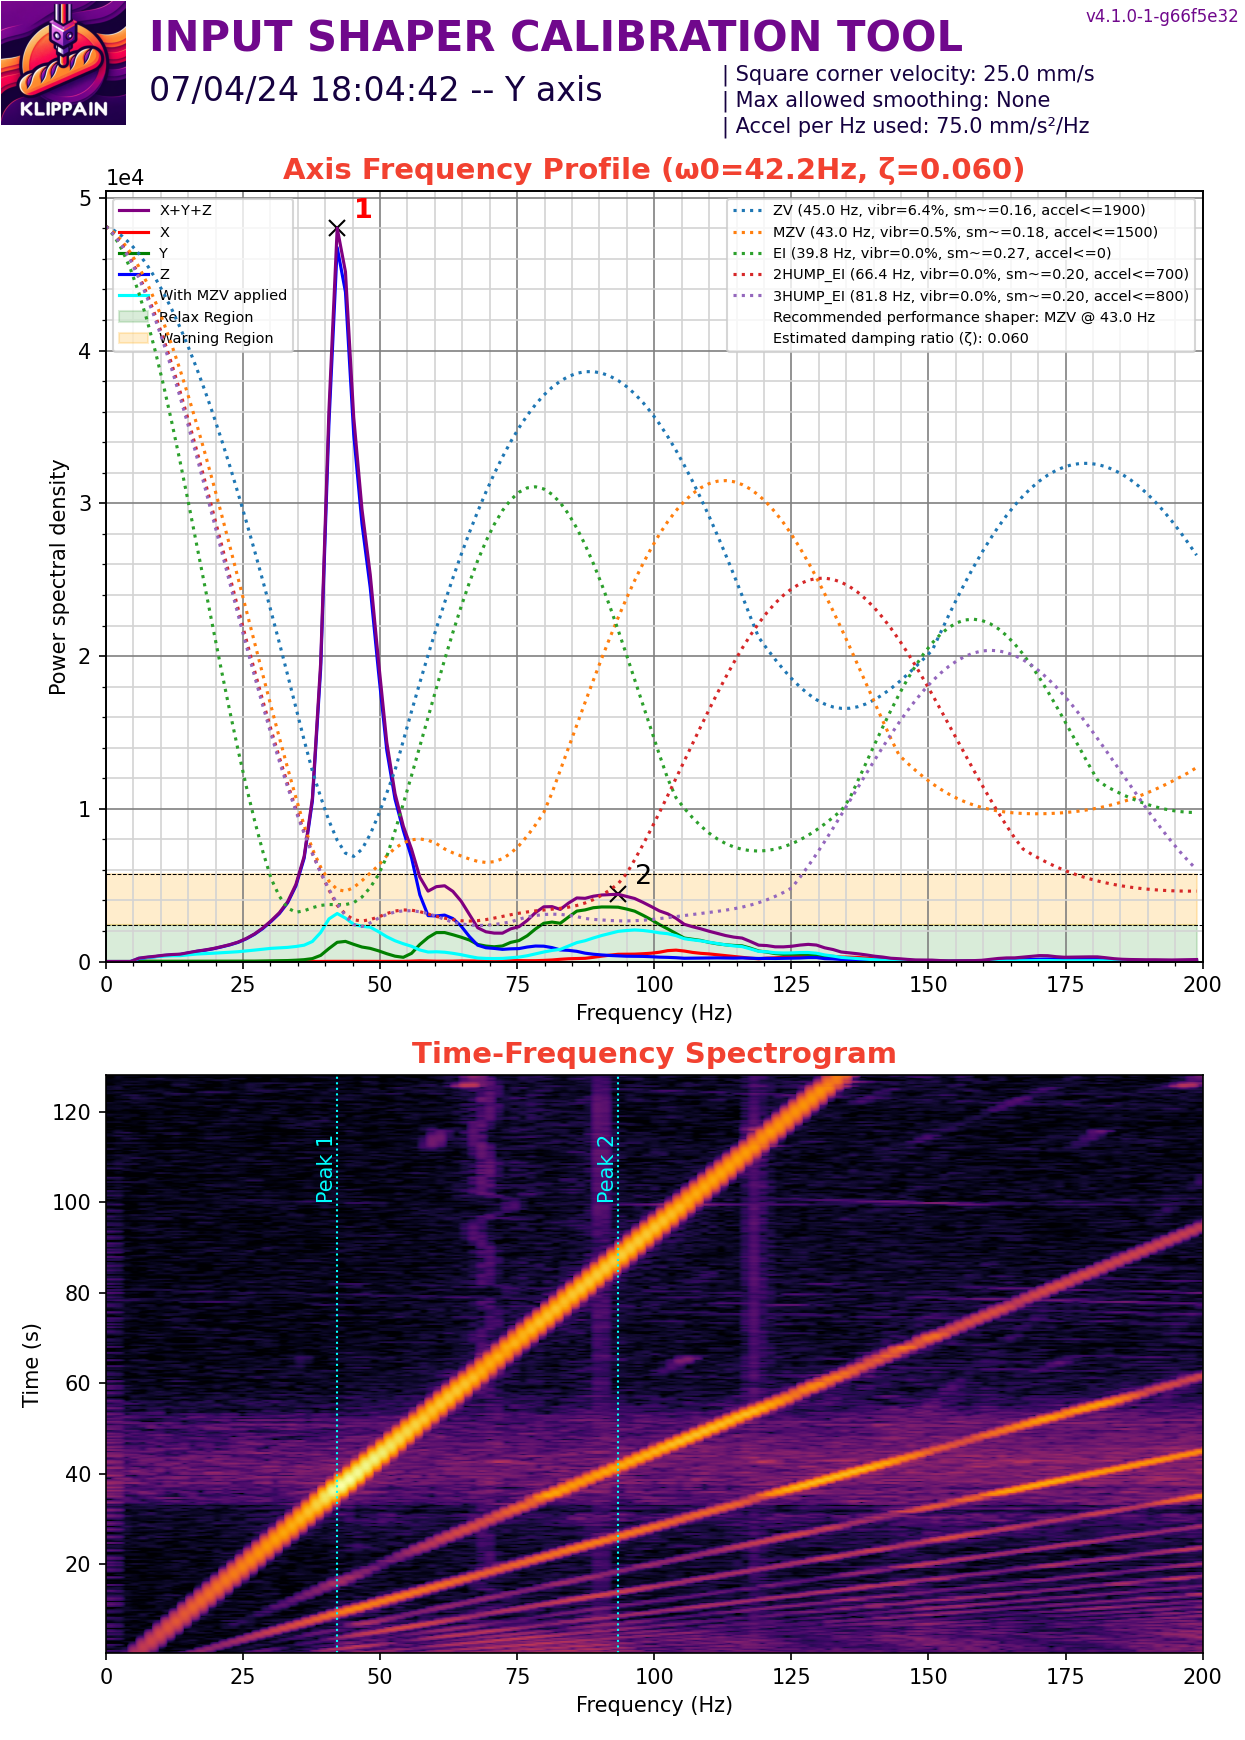 v4.1.0-1-g66f5e32
INPUT SHAPER CALIBRATION TOOL
07/04/24 18:04:42 -- Y axis
| Square corner velocity: 25.0 mm/s
| Max allowed smoothing: None
| Accel per Hz used: 75.0 mm/s²/Hz
KLIPPAIN
Axis Frequency Profile (ω0=42.2Hz, ζ=0.060)
1e4
5
4
3
2
1
0
Power spectral density
X+Y+Z
X
Y
Z
With MZV applied
Relax Region
Warning Region
1
2
ZV (45.0 Hz, vibr=6.4%, sm~=0.16, accel<=1900)
MZV (43.0 Hz, vibr=0.5%, sm~=0.18, accel<=1500)
EI (39.8 Hz, vibr=0.0%, sm~=0.27, accel<=0)
2HUMP_EI (66.4 Hz, vibr=0.0%, sm~=0.20, accel<=700)
3HUMP_EI (81.8 Hz, vibr=0.0%, sm~=0.20, accel<=800)
Recommended performance shaper: MZV @ 43.0 Hz
Estimated damping ratio (ζ): 0.060
0 25 50 75 100 125 150 175 200
Frequency (Hz)
Time-Frequency Spectrogram
120
100
80
60
40
20
Time (s)
Peak 1
Peak 2
0 25 50 75 100 125 150 175 200
Frequency (Hz)